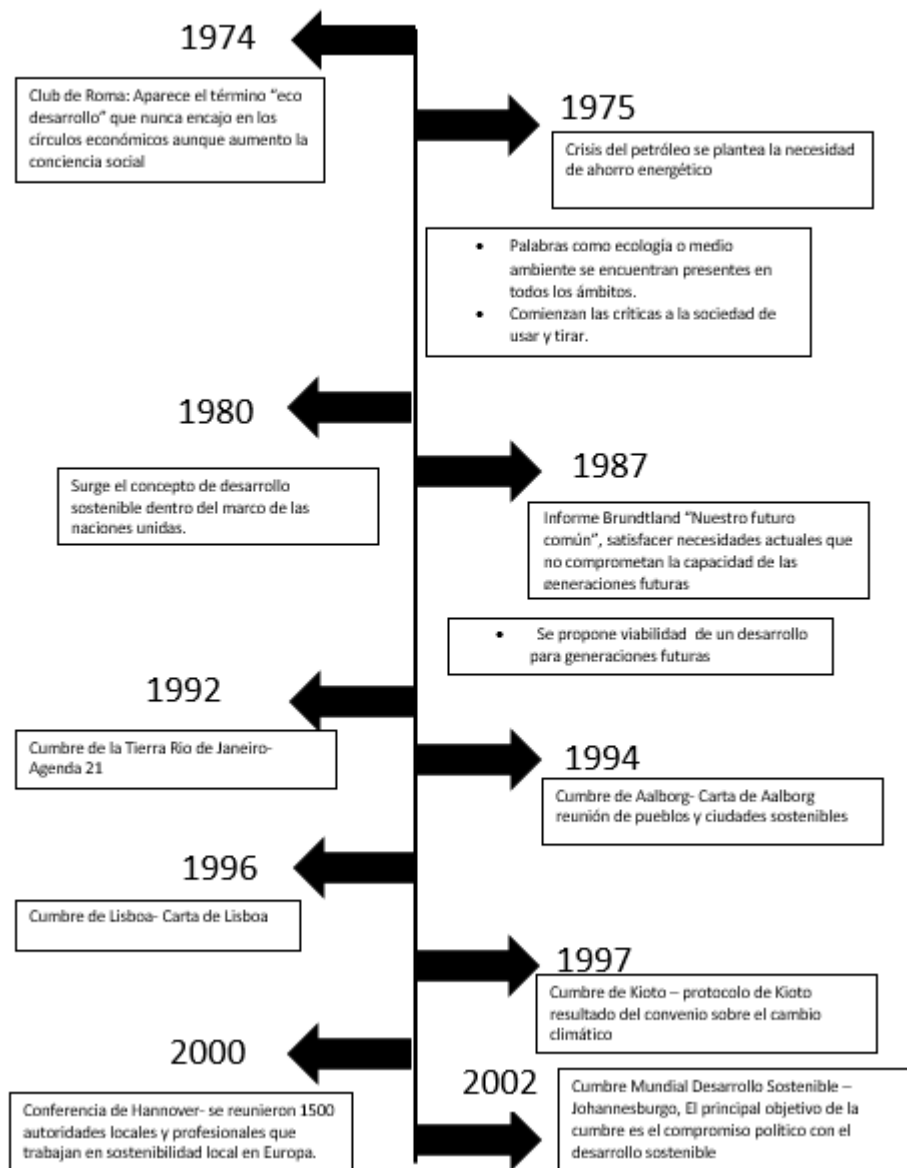 1974
Club de Roma: Aparece el término “eco
desarrollo” que nunca encajo en los
círculos económicos aunque aumento la
conciencia social
1975
Crisis del petróleo se plantea la necesidad
de ahorro energético
• Palabras como ecología o medio
ambiente se encuentran presentes en
todos los ámbitos.
• Comienzan las críticas a la sociedad de
usar y tirar.
1980
Surge el concepto de desarrollo
sostenible dentro del marco de las
naciones unidas.
1987
Informe Brundtland “Nuestro futuro
común”, satisfacer necesidades actuales que
no comprometan la capacidad de las
generaciones futuras
• Se propone viabilidad de un desarrollo
para generaciones futuras
1992
Cumbre de la Tierra Rio de Janeiro-
Agenda 21
1994
Cumbre de Aalborg- Carta de Aalborg
reunión de pueblos y ciudades sostenibles
1996
Cumbre de Lisboa- Carta de Lisboa
1997
Cumbre de Kioto – protocolo de Kioto
resultado del convenio sobre el cambio
climático
2000
Conferencia de Hannover- se reunieron 1500
autoridades locales y profesionales que
trabajan en sostenibilidad local en Europa.
2002
Cumbre Mundial Desarrollo Sostenible –
Johannesburgo, El principal objetivo de la
cumbre es el compromiso político con el
desarrollo sostenible